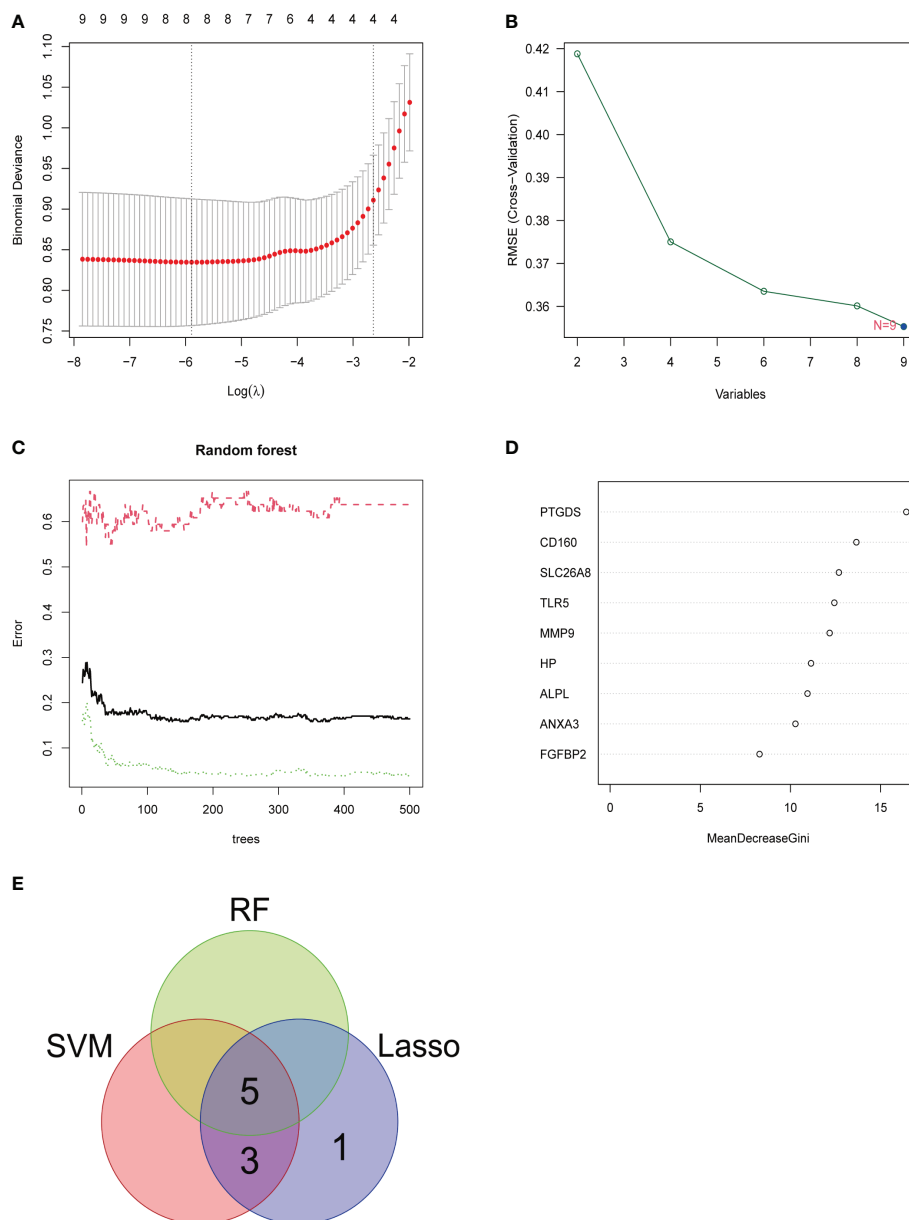 A
9 9 9 9 8 8 8 7 7 6 4 4 4 4 4
Binomial Deviance
1.10
1.05
1.00
0.95
0.90
0.85
0.80
0.75
−8 −7 −6 −5 −4 −3 −2
Log(λ)
B
RMSE (Cross-Validation)
0.42
0.40
0.39
0.38
0.37
0.36
N=9
2 3 4 5 6 7 8 9
Variables
C
Random forest
Error
0.6
0.5
0.4
0.3
0.2
0.1
0 100 200 300 400 500
trees
D
PTGDS
CD160
SLC26A8
TLR5
MMP9
HP
ALPL
ANXA3
FGFBP2
0 5 10 15
MeanDecreaseGini
E
RF
SVM Lasso
5
3 1